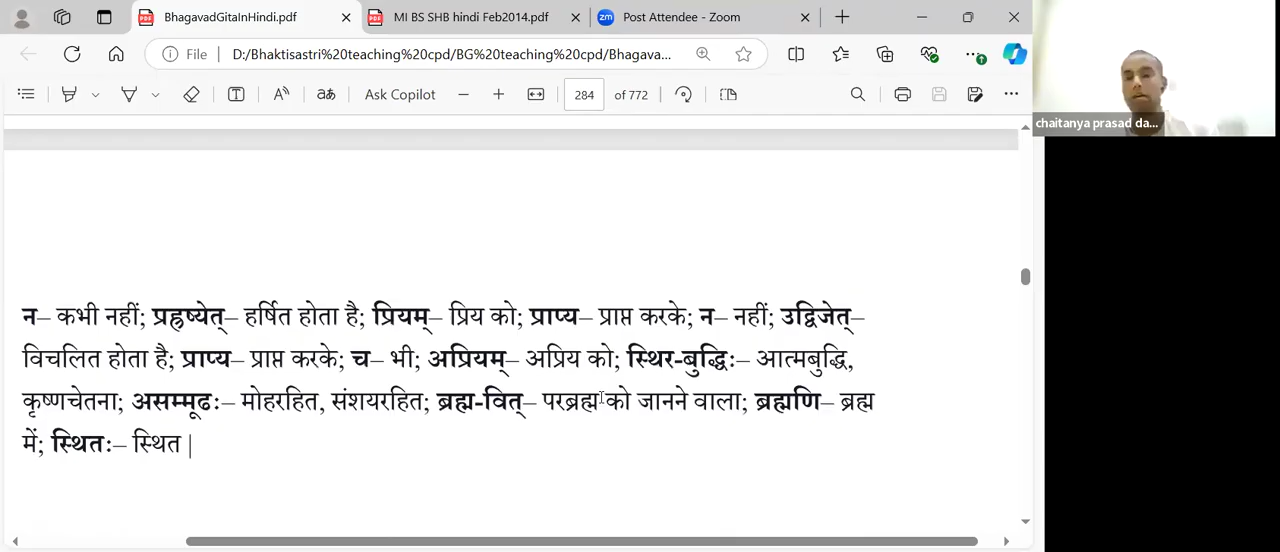 BhagavadGitaInHindi.pdf
MI BS SHB hindi Feb2014.pdf
zm Post Attendee - Zoom
File D:/Bhaktisastri%20teaching%20cpd/BG%20teaching%20cpd/Bhagava...
Ask Copilot 284 of 772
chaitanya prasad da...
न– कभी नहीं; प्रहृष्येत्– हर्षित होता है; प्रियम्– प्रिय को; प्राप्य– प्राप्त करके; न– नहीं; उद्विजेत्–
विचलित होता है; प्राप्य– प्राप्त करके; च– भी; अप्रियम्– अप्रिय को; स्थिर-बुद्धिः– आत्मबुद्धि,
कृष्णचेतना; असम्मूढः– मोहरहित, संशयरहित; ब्रह्म-वित्– परब्रह्म को जानने वाला; ब्रह्मणि– ब्रह्म
में; स्थितः– स्थित |